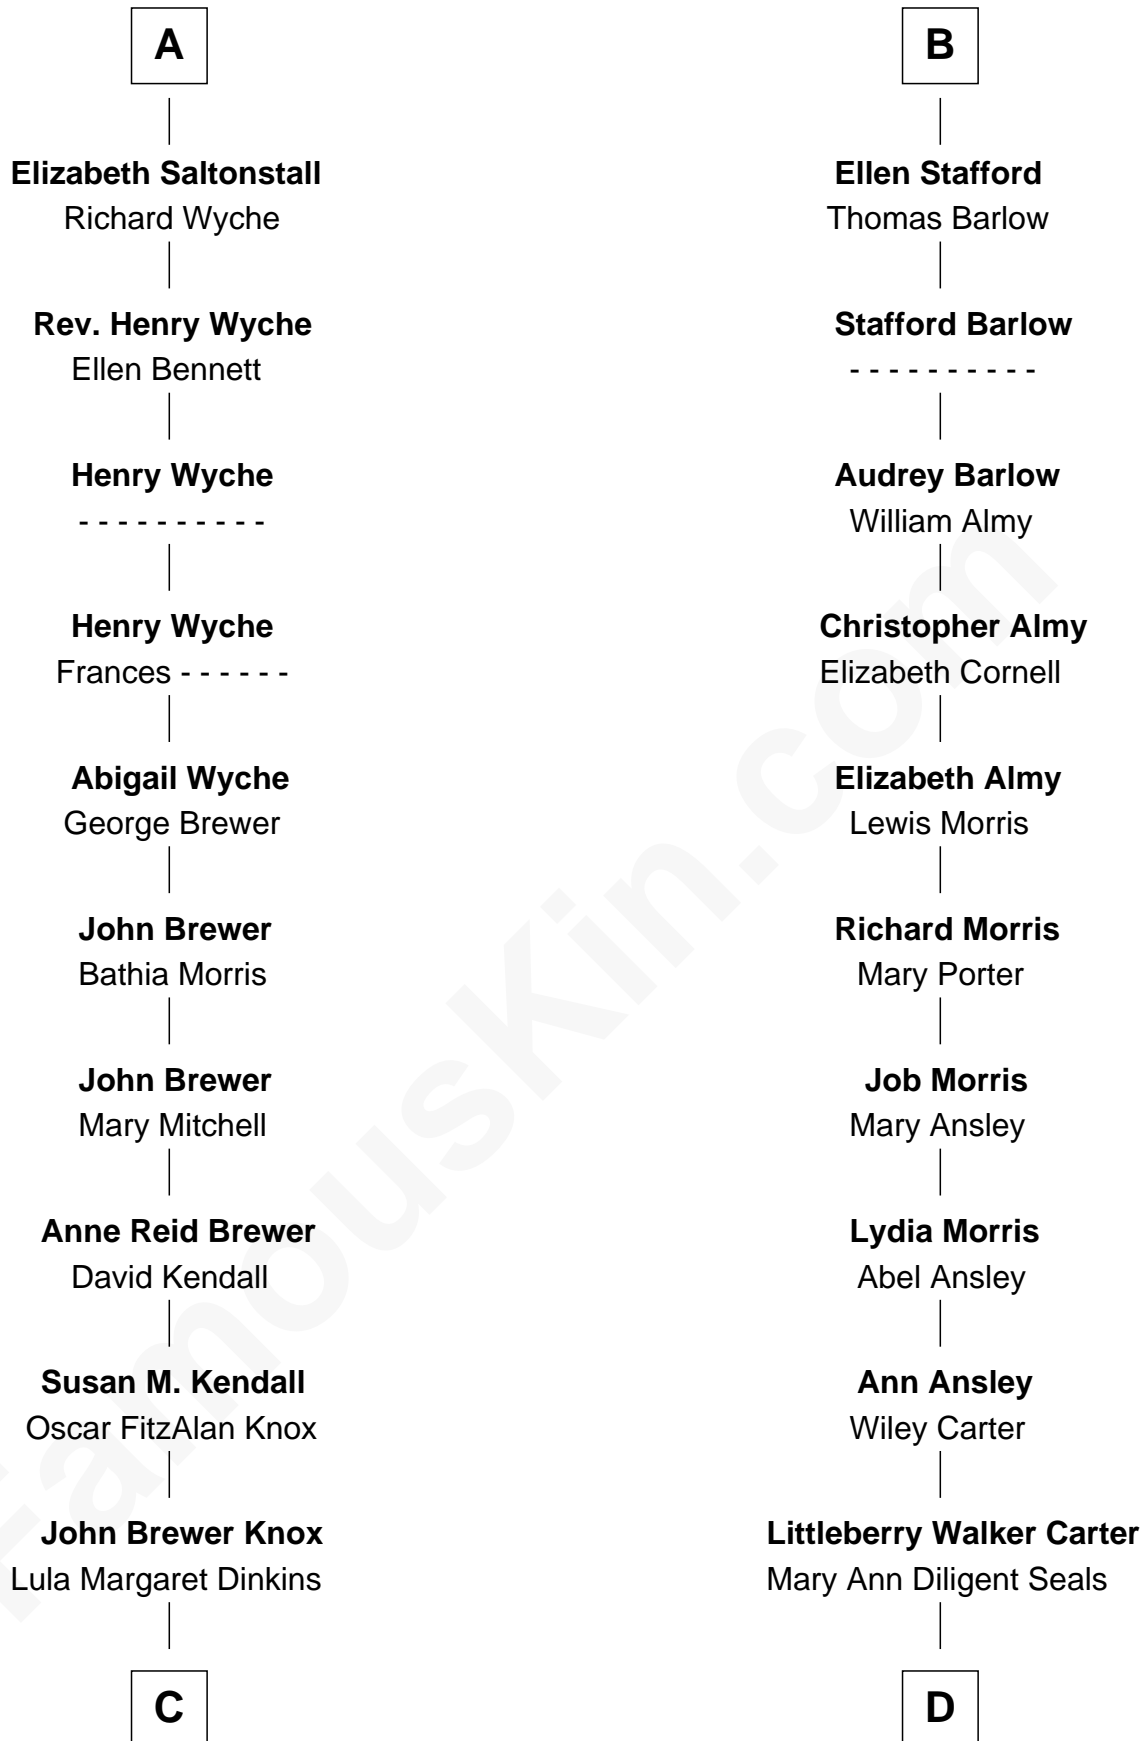 A
Elizabeth Saltonstall
Richard Wyche
Rev. Henry Wyche
Ellen Bennett
Henry Wyche
- - - - - - - - - -
Henry Wyche
Frances - - - - - -
Abigail Wyche
George Brewer
John Brewer
Bathia Morris
John Brewer
Mary Mitchell
Anne Reid Brewer
David Kendall
Susan M. Kendall
Oscar FitzAlan Knox
John Brewer Knox
Lula Margaret Dinkins
C
B
Ellen Stafford
Thomas Barlow
Stafford Barlow
- - - - - - - - - -
Audrey Barlow
William Almy
Christopher Almy
Elizabeth Cornell
Elizabeth Almy
Lewis Morris
Richard Morris
Mary Porter
Job Morris
Mary Ansley
Lydia Morris
Abel Ansley
Ann Ansley
Wiley Carter
Littleberry Walker Carter
Mary Ann Diligent Seals
D
FamousKin.com